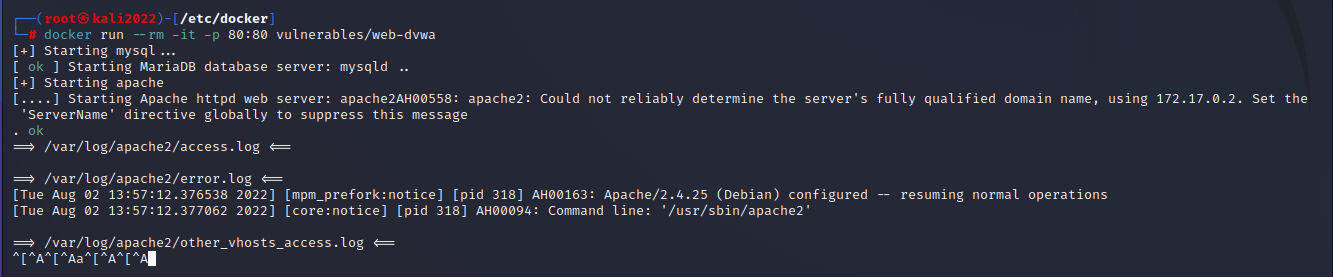 ┌──(root㉿kali2022)-[/etc/docker]
└─# docker run --rm -it -p 80:80 vulnerables/web-dvwa
[+] Starting mysql...
[ ok ] Starting MariaDB database server: mysqld ..
[+] Starting apache
[....] Starting Apache httpd web server: apache2AH00558: apache2: Could not reliably determine the server's fully qualified domain name, using 172.17.0.2. Set the
 'ServerName' directive globally to suppress this message
. ok
==> /var/log/apache2/access.log <==

==> /var/log/apache2/error.log <==
[Tue Aug 02 13:57:12.376538 2022] [mpm_prefork:notice] [pid 318] AH00163: Apache/2.4.25 (Debian) configured -- resuming normal operations
[Tue Aug 02 13:57:12.377062 2022] [core:notice] [pid 318] AH00094: Command line: '/usr/sbin/apache2'

==> /var/log/apache2/other_vhosts_access.log <==
^[^A^[^Aa^[^A^[^A